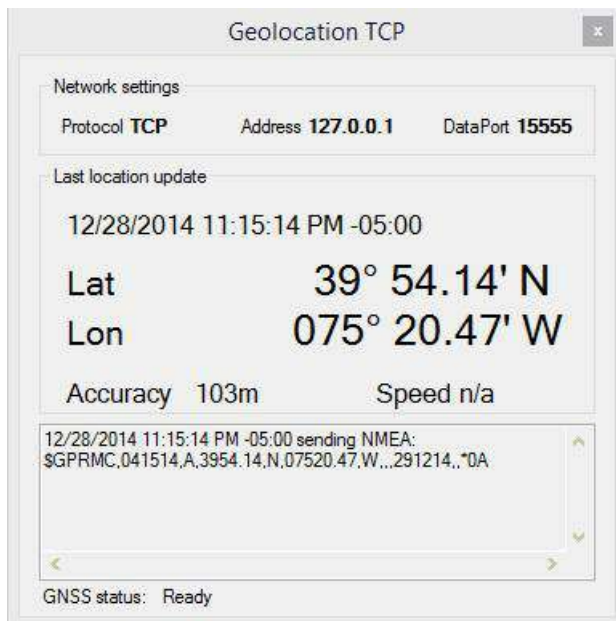 Geolocation TCP
x
Network settings
Protocol TCP Address 127.0.0.1 DataPort 15555
Last location update
12/28/2014 11:15:14 PM -05:00
Lat 39° 54.14' N
Lon 075° 20.47' W
Accuracy 103m Speed n/a
12/28/2014 11:15:14 PM -05:00 sending NMEA:
$GPRMC,041514,A,3954.14,N,07520.47,W,,,291214,,*0A
GNSS status: Ready